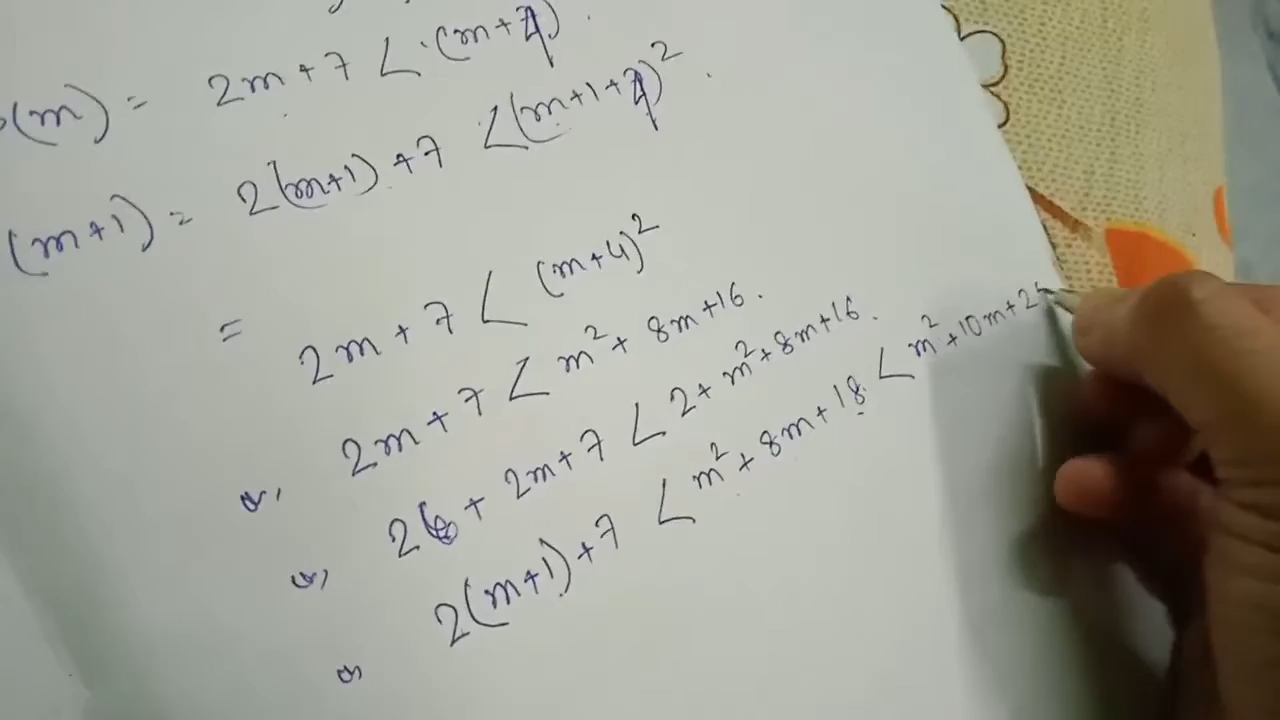 (m) = 2m + 7 < (m+4)
(m+1) = 2(m+1) + 7 < (m+1+4)²
= 2m + 7 < (m+4)²
or, 2m + 7 < m² + 8m + 16.
or, 2 + 2m + 7 < 2 + m² + 8m + 16.
or, 2(m+1) + 7 < m² + 8m + 18 < m² + 10m + 2